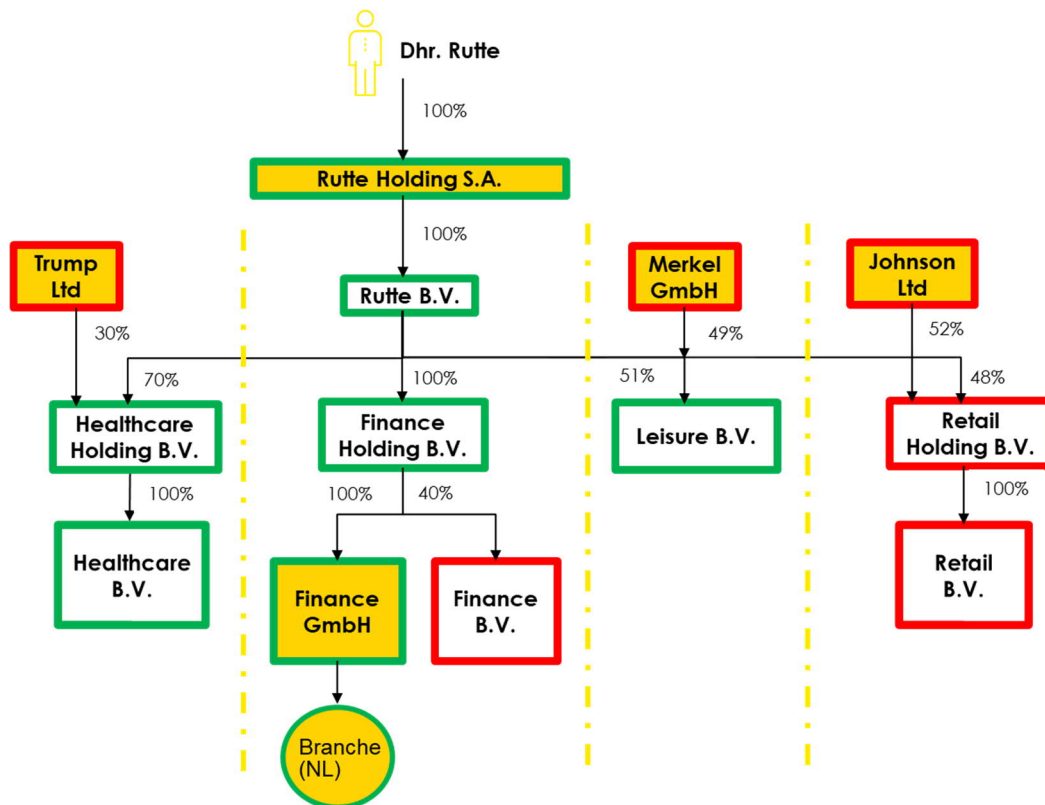 Dhr. Rutte
100%
Rutte Holding S.A.
100%
Trump
Ltd
Rutte B.V.
Merkel
GmbH
Johnson
Ltd
30%
49%
52%
70%
100%
51%
48%
Healthcare
Holding B.V.
Finance
Holding B.V.
Leisure B.V.
Retail
Holding B.V.
100%
100%
40%
100%
Healthcare
B.V.
Finance
GmbH
Finance
B.V.
Retail
B.V.
Branche
(NL)